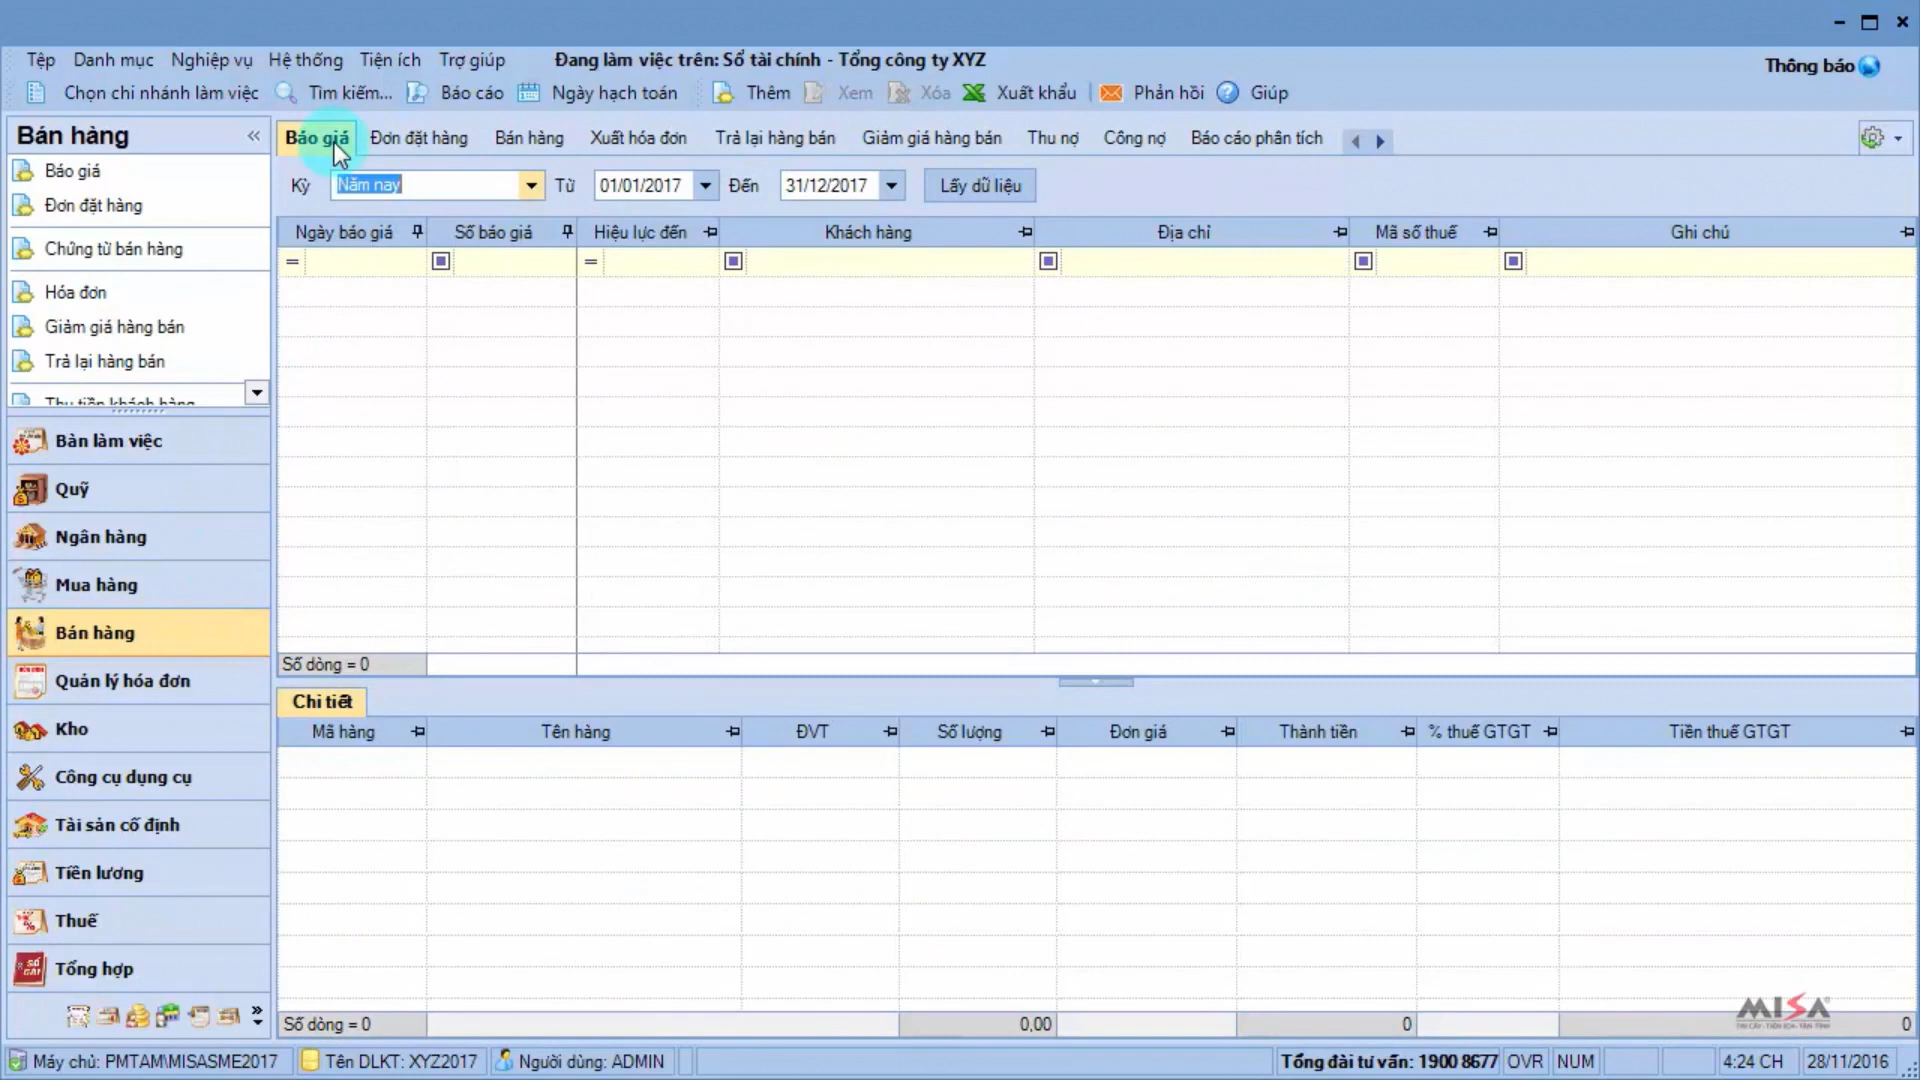 Tệp Danh mục Nghiệp vụ Hệ thống Tiện ích Trợ giúp Đang làm việc trên: Sổ tài chính - Tổng công ty XYZ
Thông báo
Chọn chi nhánh làm việc Tìm kiếm... Báo cáo Ngày hạch toán Thêm Xem Xóa Xuất khẩu Phản hồi Giúp
Bán hàng
Báo giá Đơn đặt hàng Bán hàng Xuất hóa đơn Trả lại hàng bán Giảm giá hàng bán Thu nợ Công nợ Báo cáo phân tích
Báo giá
Đơn đặt hàng
Chứng từ bán hàng
Hóa đơn
Giảm giá hàng bán
Trả lại hàng bán
Thu tiền khách hàng
Bàn làm việc
Quỹ
Ngân hàng
Mua hàng
Bán hàng
Quản lý hóa đơn
Kho
Công cụ dụng cụ
Tài sản cố định
Tiền lương
Thuế
Tổng hợp
Kỳ Năm nay Từ 01/01/2017 Đến 31/12/2017 Lấy dữ liệu
Ngày báo giá Số báo giá Hiệu lực đến Khách hàng Địa chỉ Mã số thuế Ghi chú
= =
Số dòng = 0
Chi tiết
Mã hàng Tên hàng ĐVT Số lượng Đơn giá Thành tiền % thuế GTGT Tiền thuế GTGT
MISA
Số dòng = 0 0,00 0 0
Máy chủ: PMTAM\MISASME2017 Tên DLKT: XYZ2017 Người dùng: ADMIN Tổng đài tư vấn: 1900 8677 OVR NUM 4:24 CH 28/11/2016